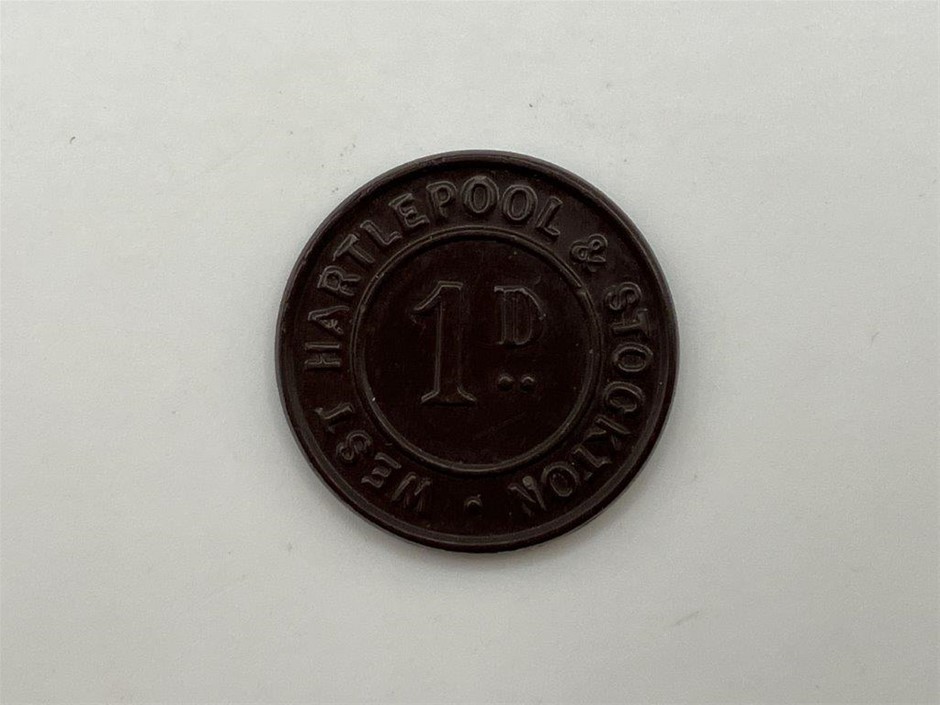 WEST HARTLEPOOL & STOCKTON
1D